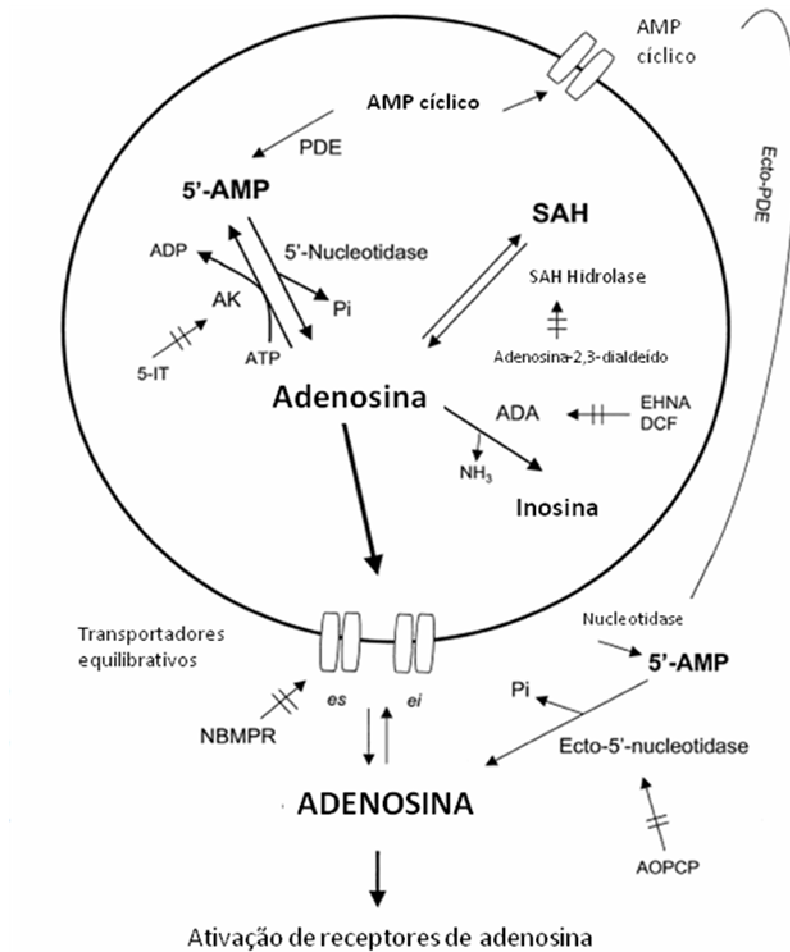 AMP
cíclico
AMP cíclico
PDE
Ecto-PDE
5'-AMP
SAH
ADP
5'-Nucleotidase
SAH Hidrolase
AK
Pi
5-IT
ATP
Adenosina-2,3-dialdeído
Adenosina
ADA
EHNA
DCF
NH₃
Inosina
Transportadores
equilibrativos
Nucleotidase
5'-AMP
es
ei
Pi
NBMPR
Ecto-5'-nucleotidase
ADENOSINA
AOPCP
Ativação de receptores de adenosina